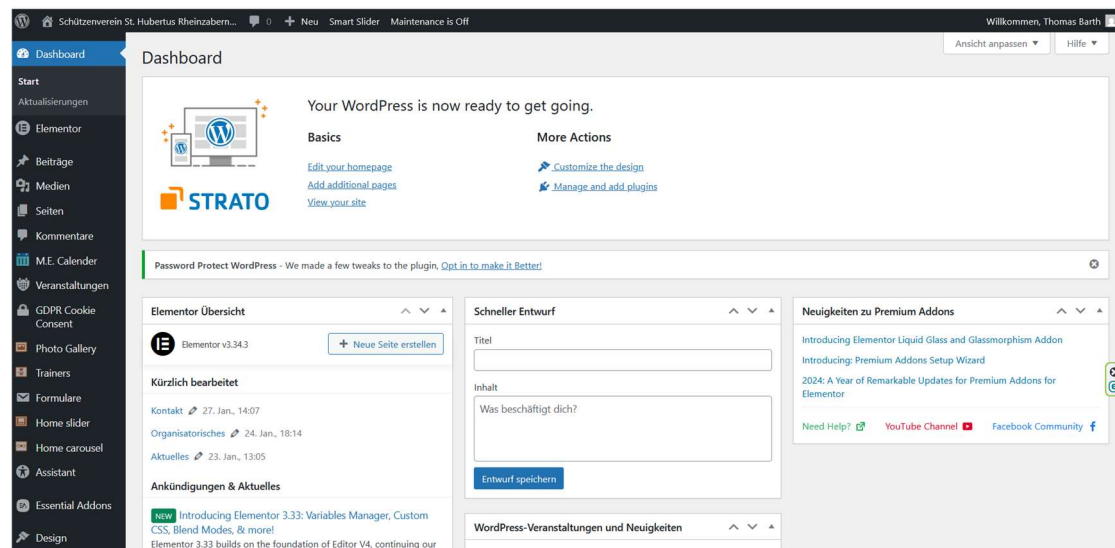 Schützenverein St. Hubertus Rheinzabern... 0 + Neu Smart Slider Maintenance is Off Willkommen, Thomas Barth
Dashboard
Start
Aktualisierungen
Elementor
Beiträge
Medien
Seiten
Kommentare
M.E. Calender
Veranstaltungen
GDPR Cookie
Consent
Photo Gallery
Trainers
Formulare
Home slider
Home carousel
Assistant
Essential Addons
Design
Ansicht anpassen ▼ Hilfe ▼
Dashboard
STRATO
Your WordPress is now ready to get going.
Basics
Edit your homepage
Add additional pages
View your site
More Actions
Customize the design
Manage and add plugins
Password Protect WordPress - We made a few tweaks to the plugin, Opt in to make it Better!
Elementor Übersicht
Elementor v3.34.3 + Neue Seite erstellen
Kürzlich bearbeitet
Kontakt 27. Jan., 14:07
Organisatorisches 24. Jan., 18:14
Aktuelles 23. Jan., 13:05
Ankündigungen & Aktuelles
NEW Introducing Elementor 3.33: Variables Manager, Custom
CSS, Blend Modes, & more!
Elementor 3.33 builds on the foundation of Editor V4, continuing our
Schneller Entwurf
Titel
Inhalt
Was beschäftigt dich?
Entwurf speichern
WordPress-Veranstaltungen und Neuigkeiten
Neuigkeiten zu Premium Addons
Introducing Elementor Liquid Glass and Glassmorphism Addon
Introducing: Premium Addons Setup Wizard
2024: A Year of Remarkable Updates for Premium Addons for
Elementor
Need Help? YouTube Channel Facebook Community